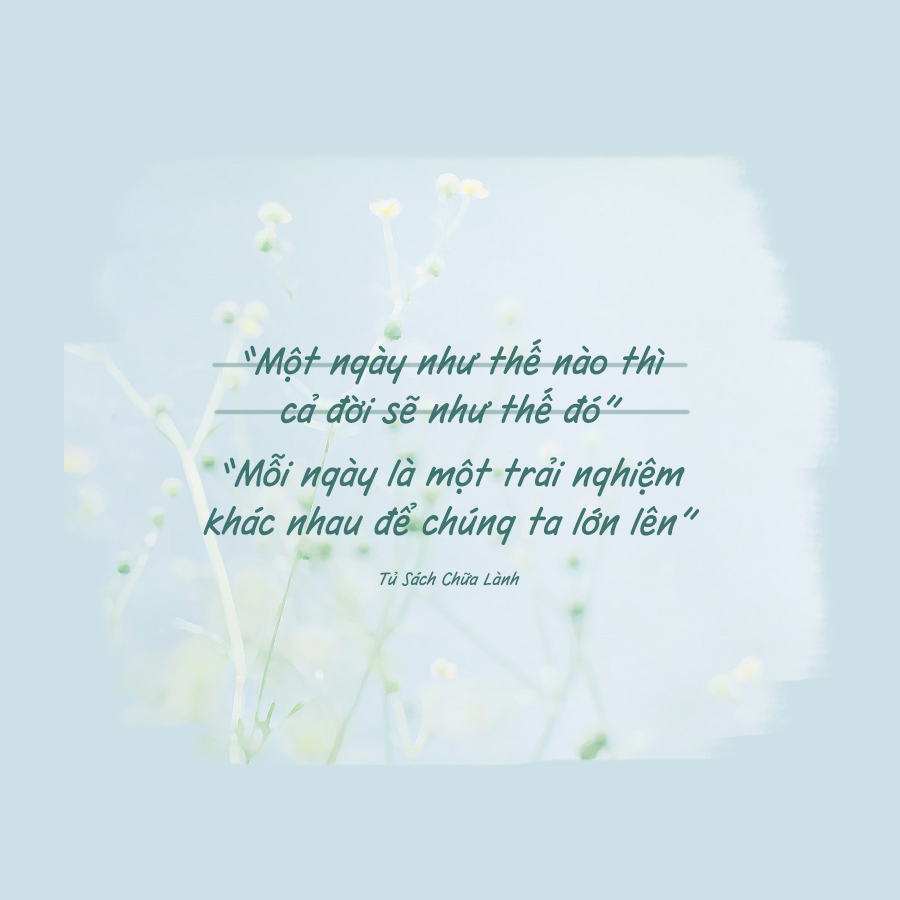 “Một ngày như thế nào thì
cả đời sẽ như thế đó”
“Mỗi ngày là một trải nghiệm
khác nhau để chúng ta lớn lên”
Tủ Sách Chữa Lành